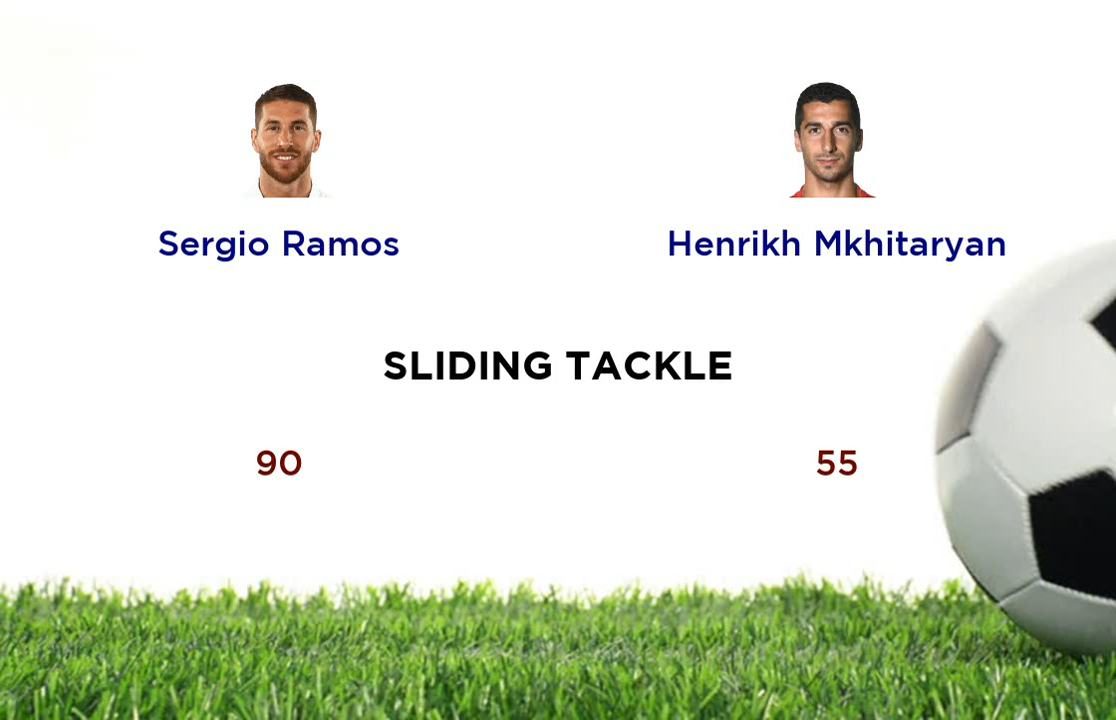 Sergio Ramos
Henrikh Mkhitaryan
SLIDING TACKLE
90
55